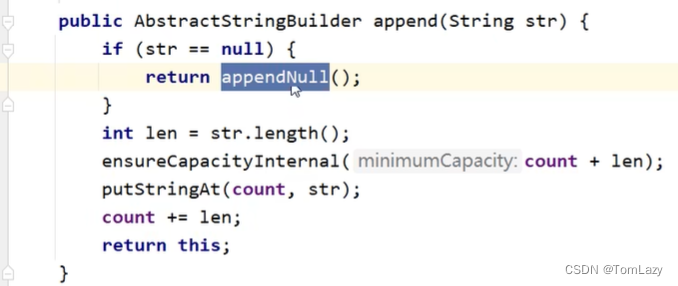 public AbstractStringBuilder append(String str) {
if (str == null) {
return appendNull();
}
int len = str.length();
ensureCapacityInternal( minimumCapacity: count + len);
putStringAt(count, str);
count += len;
return this;
}
CSDN @TomLazy